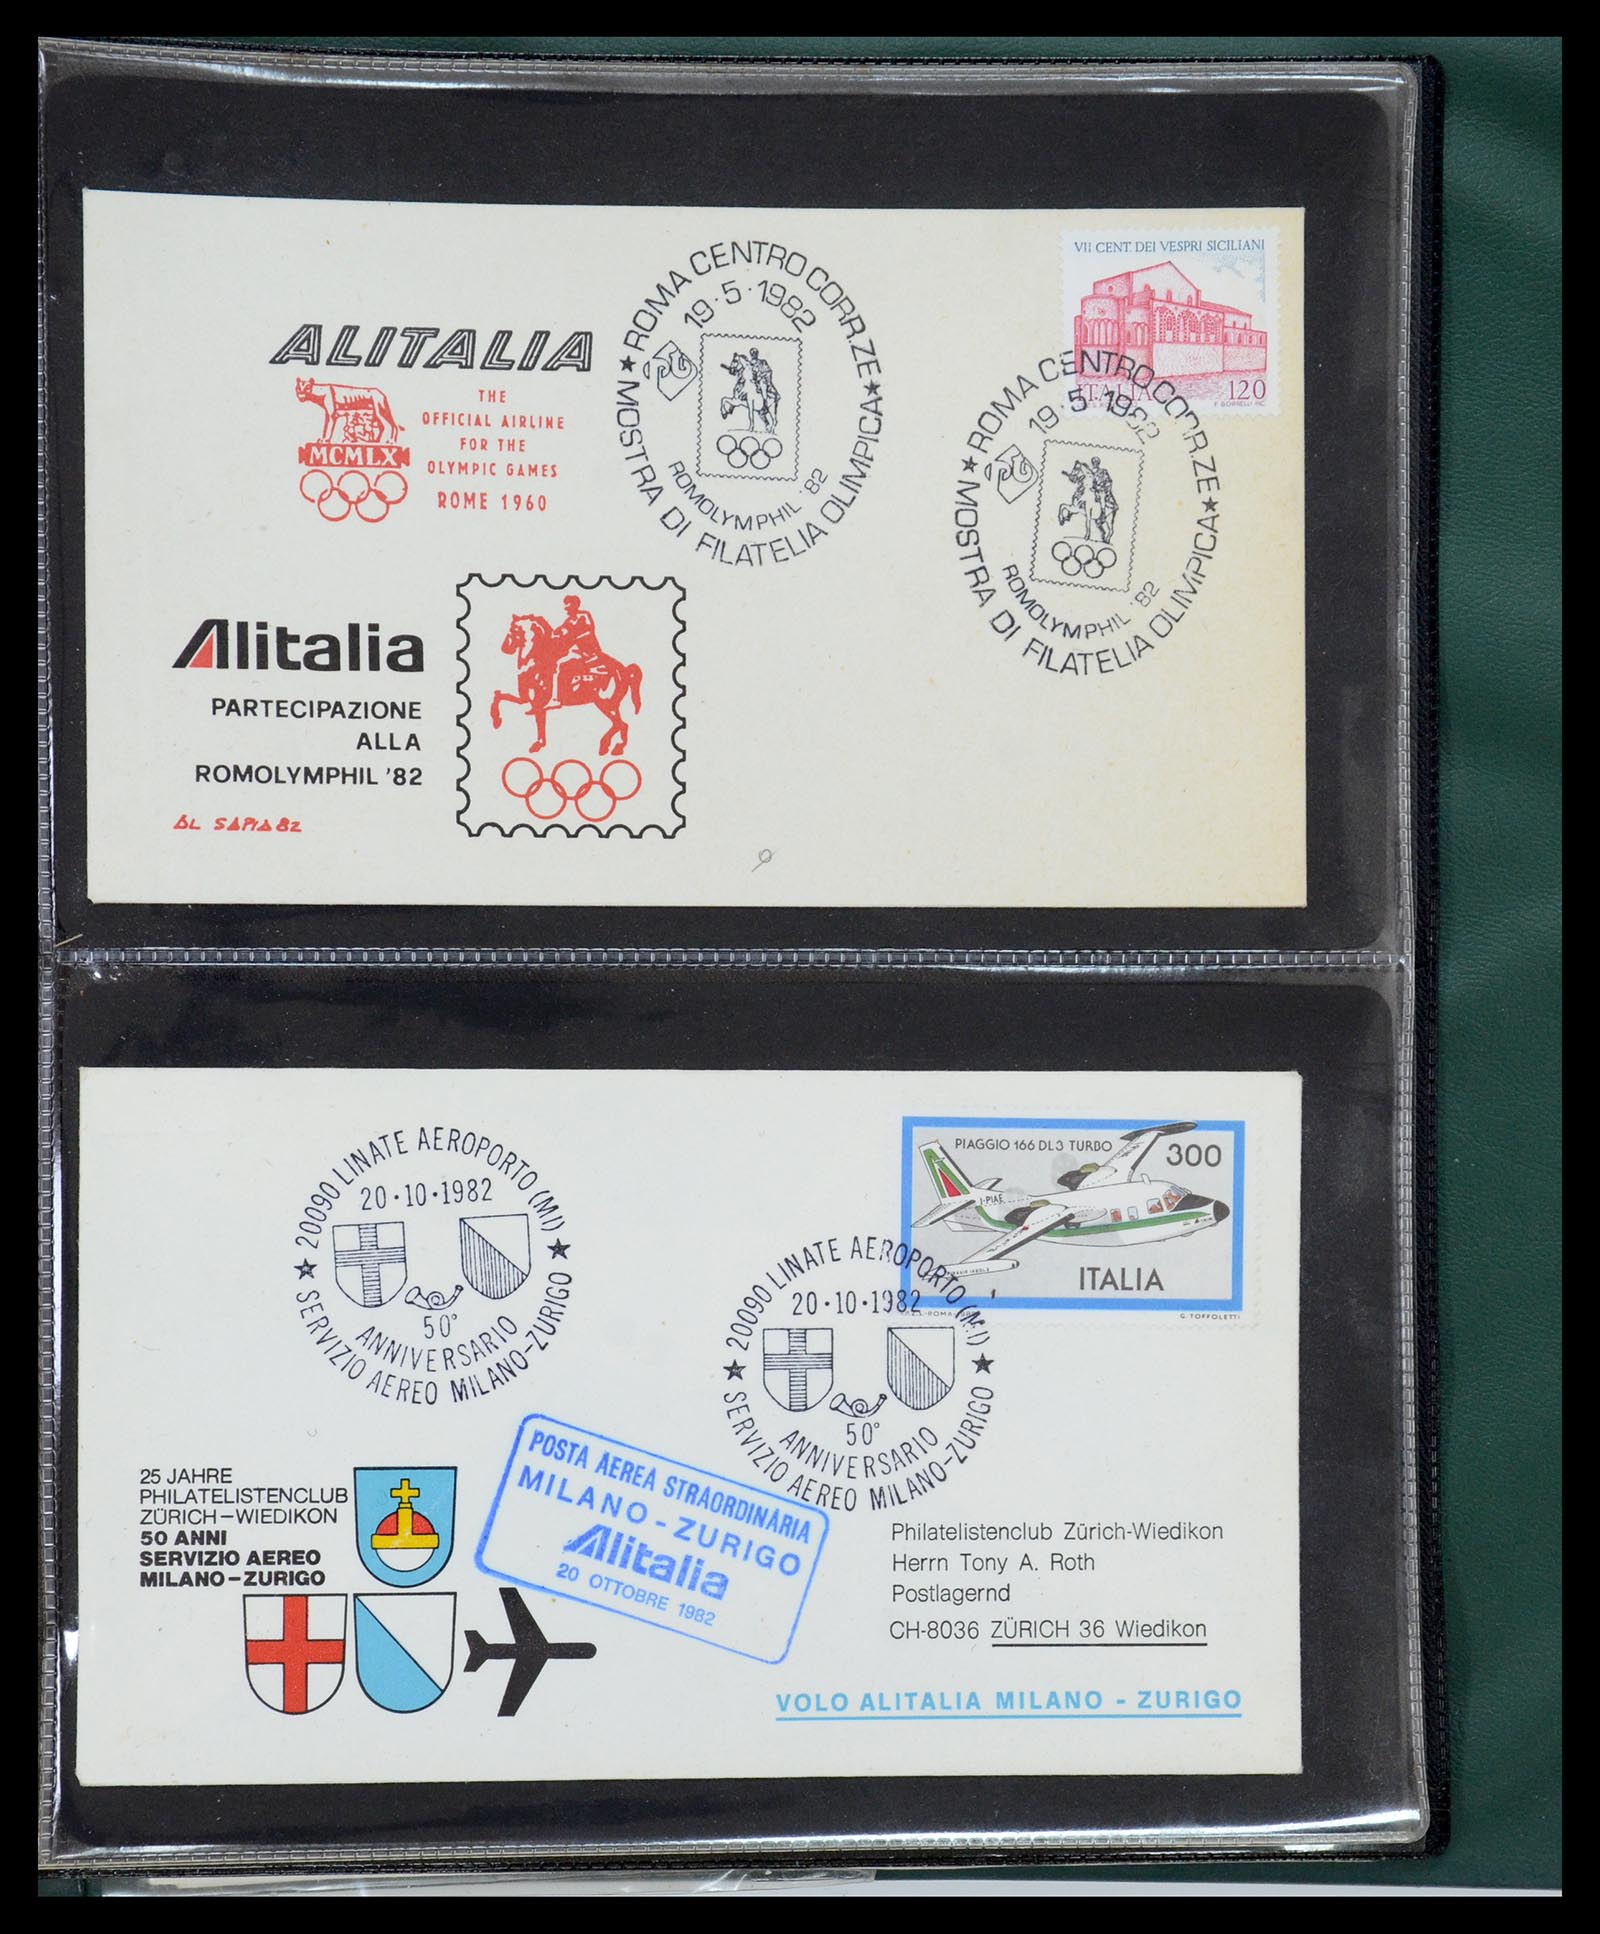 ALITALIA
THE
OFFICIAL AIRLINE
FOR THE
OLYMPIC GAMES
ROME 1960
MCMLX
★ ROMA CENTRO CORR.ZE ★
19·5·1982
ROMOLYMPHIL '82
MOSTRA DI FILATELIA OLIMPICA
VII CENT. DEI VESPRI SICILIANI
ITALIA 120
F. BORRELLI INC.
★ ROMA CENTRO CORR.ZE ★
19·5·1982
ROMOLYMPHIL '82
MOSTRA DI FILATELIA OLIMPICA
Alitalia
PARTECIPAZIONE
ALLA
ROMOLYMPHIL '82
DL SAPIA 82
★ 20090 LINATE AEROPORTO (MI) ★
20·10·1982
50°
ANNIVERSARIO
SERVIZIO AEREO MILANO-ZURIGO
PIAGGIO 166 DL3 TURBO 300
I-PIAE
ITALIA
G. TOFFOLETTI
★ 20090 LINATE AEROPORTO (MI) ★
20·10·1982
50°
ANNIVERSARIO
SERVIZIO AEREO MILANO-ZURIGO
25 JAHRE
PHILATELISTENCLUB
ZÜRICH-WIEDIKON
50 ANNI
SERVIZIO AEREO
MILANO-ZURIGO
POSTA AEREA STRAORDINARIA
MILANO - ZURIGO
Alitalia
20 OTTOBRE 1982
Philatelistenclub Zürich-Wiedikon
Herrn Tony A. Roth
Postlagernd
CH-8036 ZÜRICH 36 Wiedikon
VOLO ALITALIA MILANO - ZURIGO